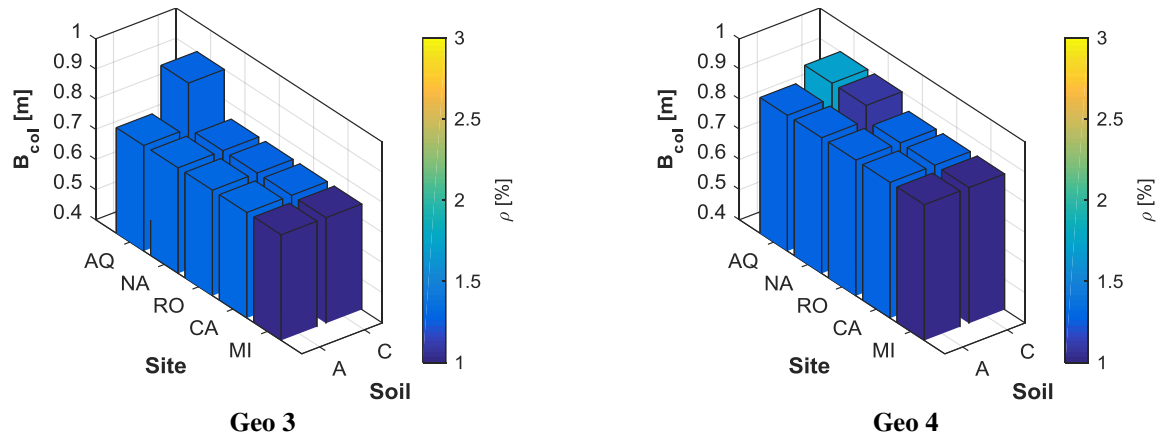 1
0.9
0.8
0.7
0.6
0.5
0.4
B_col [m]
AQ
NA
RO
CA
MI
Site
A
C
Soil
3
2.5
2
1.5
1
ρ [%]
Geo 3
1
0.9
0.8
0.7
0.6
0.5
0.4
B_col [m]
AQ
NA
RO
CA
MI
Site
A
C
Soil
3
2.5
2
1.5
1
ρ [%]
Geo 4